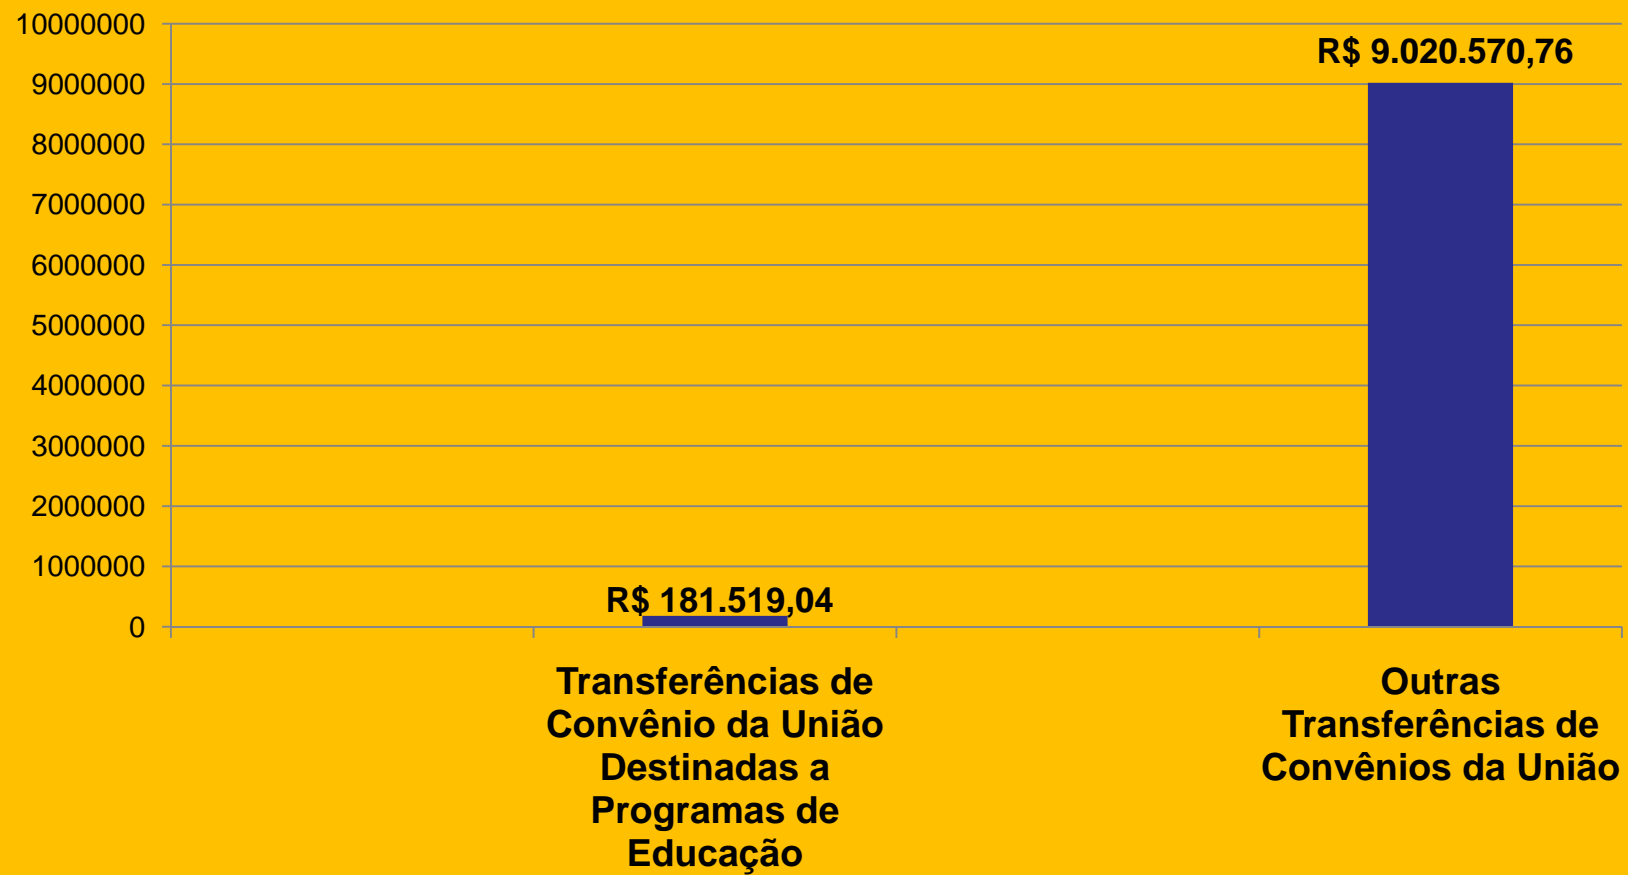 10000000
9000000
8000000
7000000
6000000
5000000
4000000
3000000
2000000
1000000
0
R$ 181.519,04
R$ 9.020.570,76
Transferências de
Convênio da União
Destinadas a
Programas de
Educação
Outras
Transferências de
Convênios da União